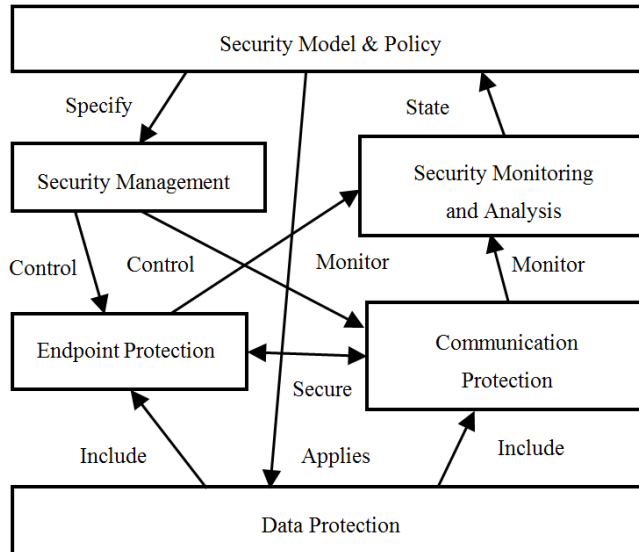 Security Model & Policy
Specify
State
Security Management
Security Monitoring
and Analysis
Control
Control
Monitor
Monitor
Endpoint Protection
Communication
Protection
Secure
Include
Applies
Include
Data Protection